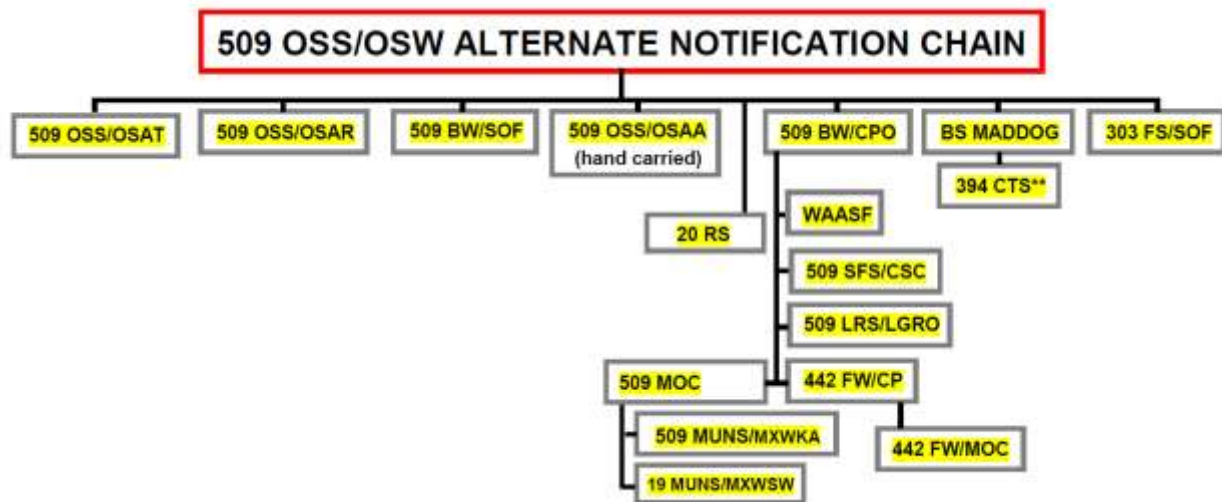 509 OSS/OSW ALTERNATE NOTIFICATION CHAIN
509 OSS/OSAT
509 OSS/OSAR
509 BW/SOF
509 OSS/OSAA
(hand carried)
509 BW/CPO
BS MADDOG
303 FS/SOF
394 CTS**
20 RS
WAASF
509 SFS/CSC
509 LRS/LGRO
509 MOC
442 FW/CP
509 MUNS/MXWKA
442 FW/MOC
19 MUNS/MXWSW